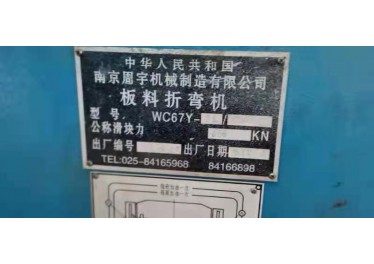 中华人民共和国
南京周宇机械制造有限公司
板料折弯机
型号: WC67Y- /
公称滑块力 KN
出厂编号 出厂日期
TEL:025-84165968 84166698